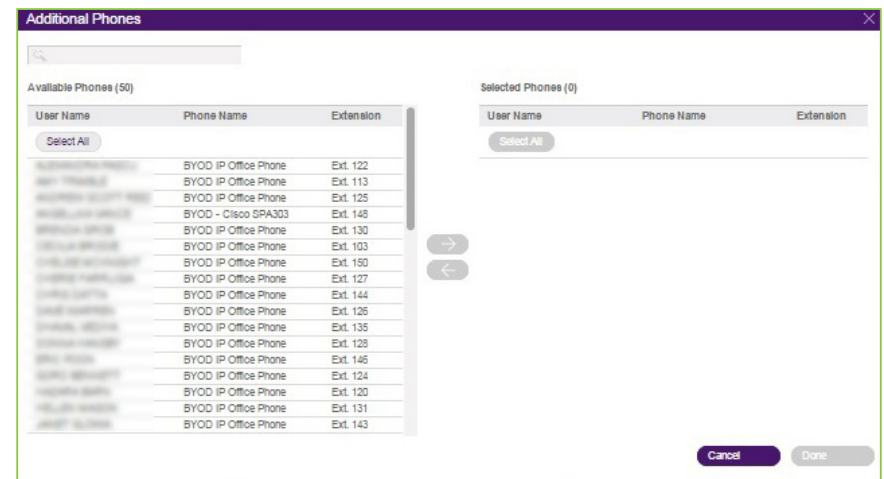 Additional Phones
Available Phones (50)
Selected Phones (0)
User Name Phone Name Extension
User Name Phone Name Extension
Select All
Select All
BYOD IP Office Phone Ext. 122
BYOD IP Office Phone Ext. 113
BYOD IP Office Phone Ext. 125
BYOD - Cisco SPA303 Ext. 148
BYOD IP Office Phone Ext. 130
BYOD IP Office Phone Ext. 103
BYOD IP Office Phone Ext. 150
BYOD IP Office Phone Ext. 127
BYOD IP Office Phone Ext. 144
BYOD IP Office Phone Ext. 126
BYOD IP Office Phone Ext. 135
BYOD IP Office Phone Ext. 128
BYOD IP Office Phone Ext. 146
BYOD IP Office Phone Ext. 124
BYOD IP Office Phone Ext. 120
BYOD IP Office Phone Ext. 131
BYOD IP Office Phone Ext. 143
Cancel Done